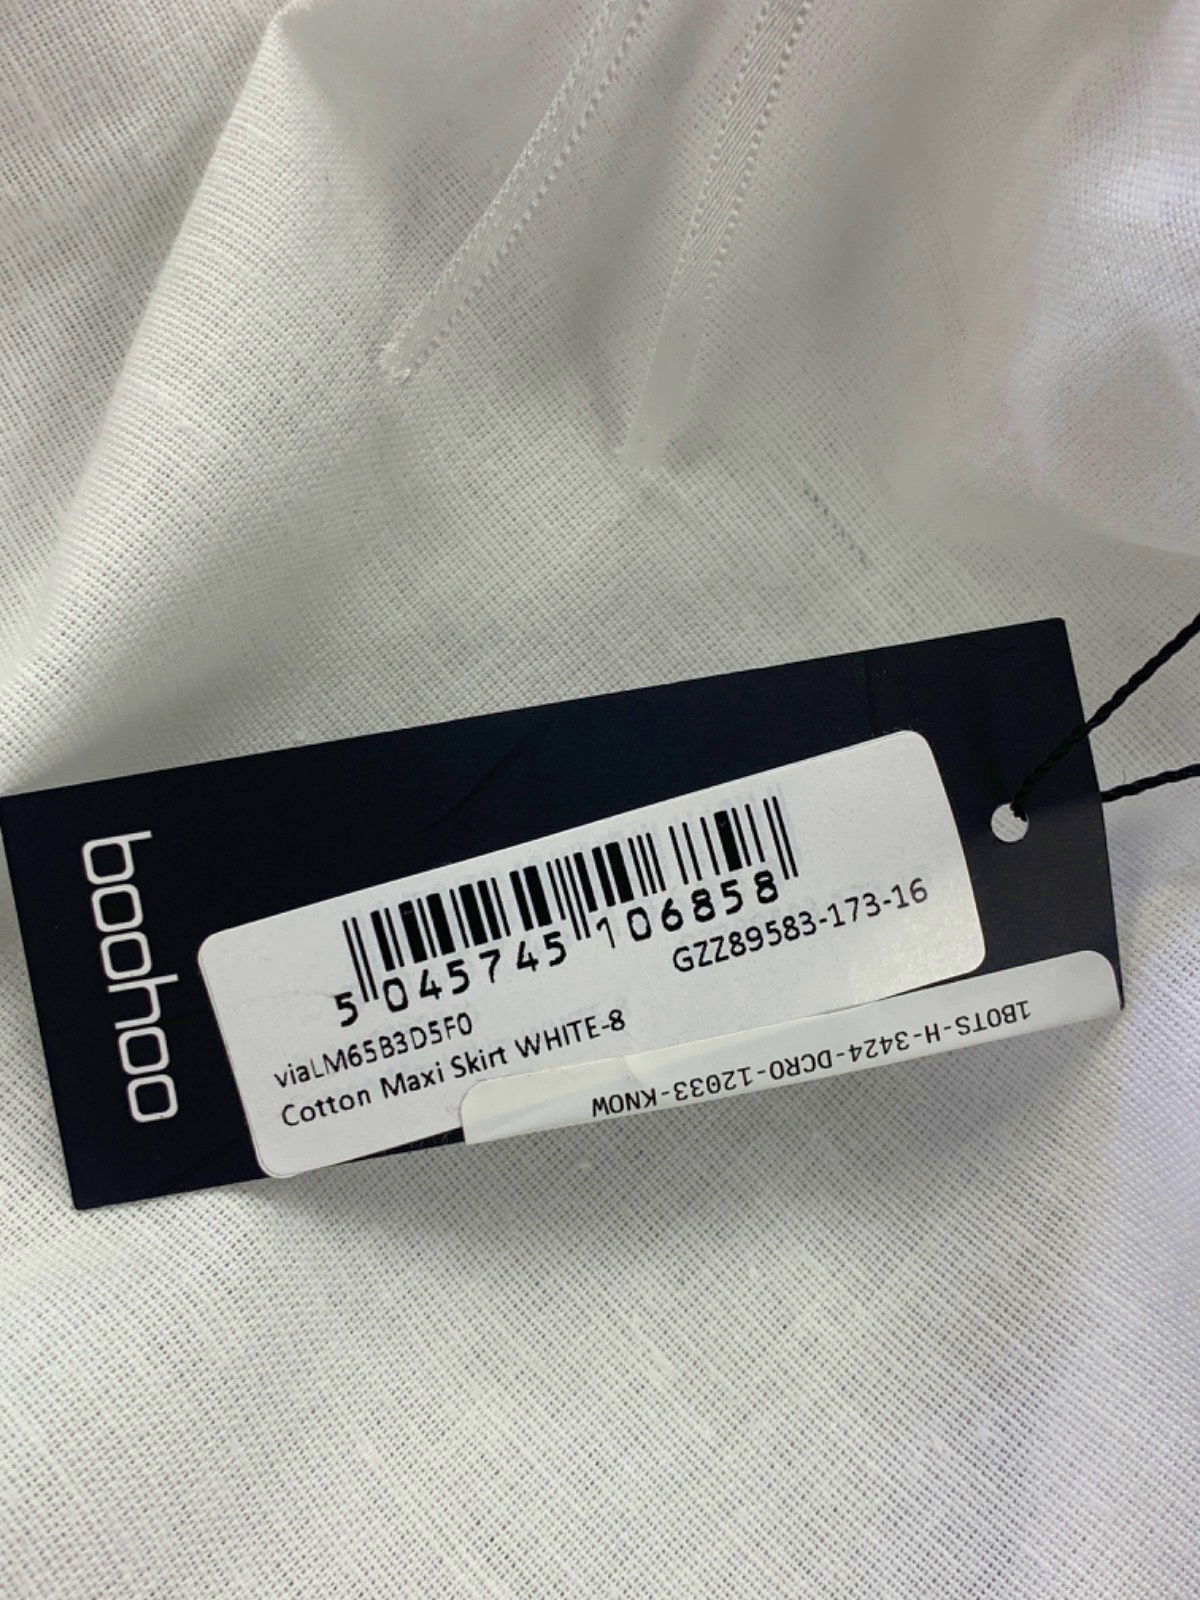 boohoo
5 045745 106858
GZZ89583-173-16
viaLM65B3D5F0
Cotton Maxi Skirt WHITE-8
1BOTS-H-3424-DCRO-12033-KNOW